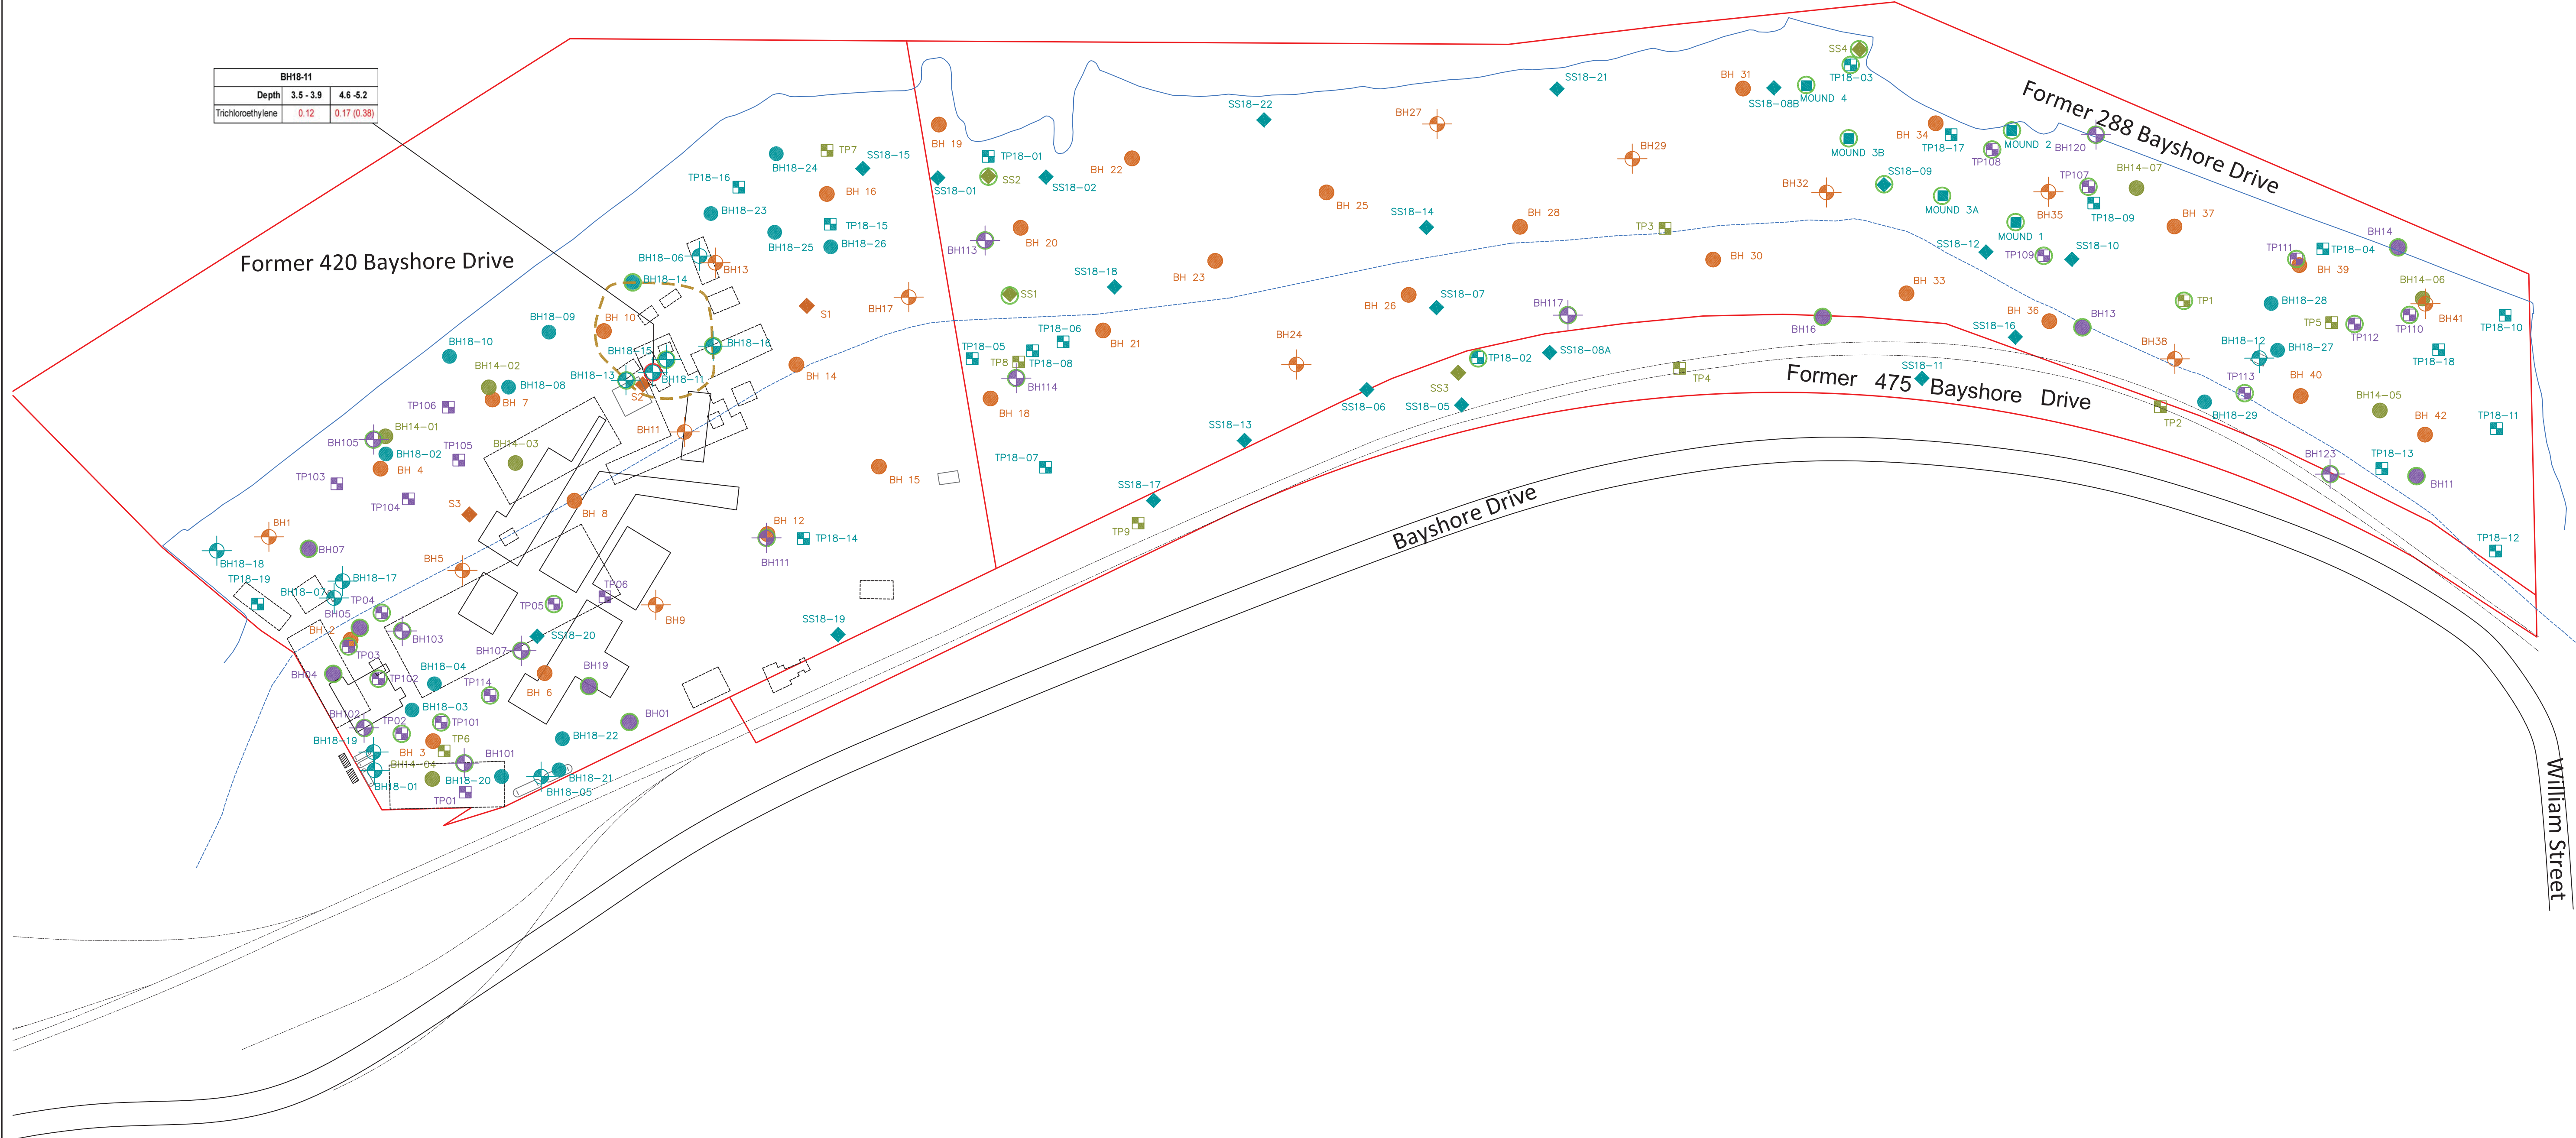 SS4
TP18-03
BH18-11
Depth 3.5 - 3.9 4.6 -5.2
Trichloroethylene 0.12 0.17 (0.38)
BH 31
SS18-21
SS18-08B
MOUND 4
Former 288 Bayshore Drive
SS18-22
BH27
BH 19
BH 34
TP18-17
MOUND 2
BH120
MOUND 3B
BH29
TP108
TP7
SS18-15
BH18-24
TP18-01
BH 22
SS2
SS18-02
SS18-01
TP18-16
BH 16
SS18-09
BH32
TP107
BH14-07
TP18-09
BH 25
MOUND 3A
BH35
BH18-23
TP18-15
SS18-14
BH 28
TP3
MOUND 1
BH 37
BH14
BH18-25
BH18-26
BH 20
BH113
SS18-12
TP109
SS18-10
TP111
TP18-04
BH 39
Former 420 Bayshore Drive
BH18-06
BH13
BH 23
BH 30
BH18-14
SS18-18
BH14-06
BH17
SS1
BH 26
SS18-07
BH117
BH 33
TP1
BH18-28
S1
BH 36
BH13
BH41
TP18-10
BH16
TP5
TP112
TP110
BH18-09
BH 10
TP18-06
BH 21
SS18-16
BH18-10
BH18-15
BH18-16
TP18-05
TP8
TP18-08
BH24
TP18-02
SS18-08A
BH38
BH18-12
BH18-27
TP18-18
BH14-02
BH18-13
BH18-11
BH 14
BH114
SS3
TP4
SS18-11
Former 475 Bayshore Drive
BH18-08
BH 7
S2
TP113
BH 40
TP106
BH 18
SS18-06
SS18-05
TP2
BH18-29
BH14-05
BH 42
TP18-11
BH14-01
BH105
BH18-02
BH 4
TP105
BH14-03
BH11
SS18-13
TP103
TP104
BH 15
TP18-07
BH123
TP18-13
BH11
S3
BH 8
SS18-17
Bayshore Drive
BH1
BH 12
BH111
TP18-14
TP9
TP18-12
BH07
BH18-18
BH5
TP18-19
BH18-07
BH18-17
TP04
TP06
TP05
BH9
BH05
BH 2
BH103
SS18-20
SS18-19
TP03
BH107
BH04
TP102
BH18-04
BH 6
BH19
TP114
BH18-03
BH102
TP02
TP101
BH01
BH18-19
BH 3
TP6
BH18-22
BH101
BH14-04
BH18-01
BH18-20
BH18-21
BH18-05
TP01
William Street